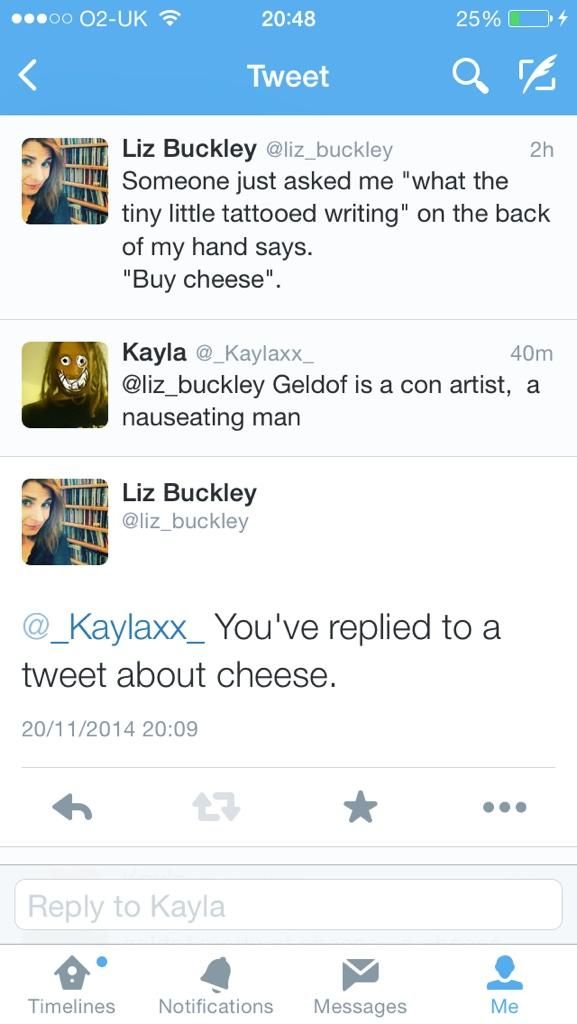 O2-UK 20:48 25%
Tweet
Liz Buckley @liz_buckley 2h
Someone just asked me "what the
tiny little tattooed writing" on the back
of my hand says.
"Buy cheese".
Kayla @_Kaylaxx_ 40m
@liz_buckley Geldof is a con artist,  a
nauseating man
Liz Buckley
@liz_buckley
@_Kaylaxx_ You've replied to a
tweet about cheese.
20/11/2014 20:09
Reply to Kayla
Timelines Notifications Messages Me